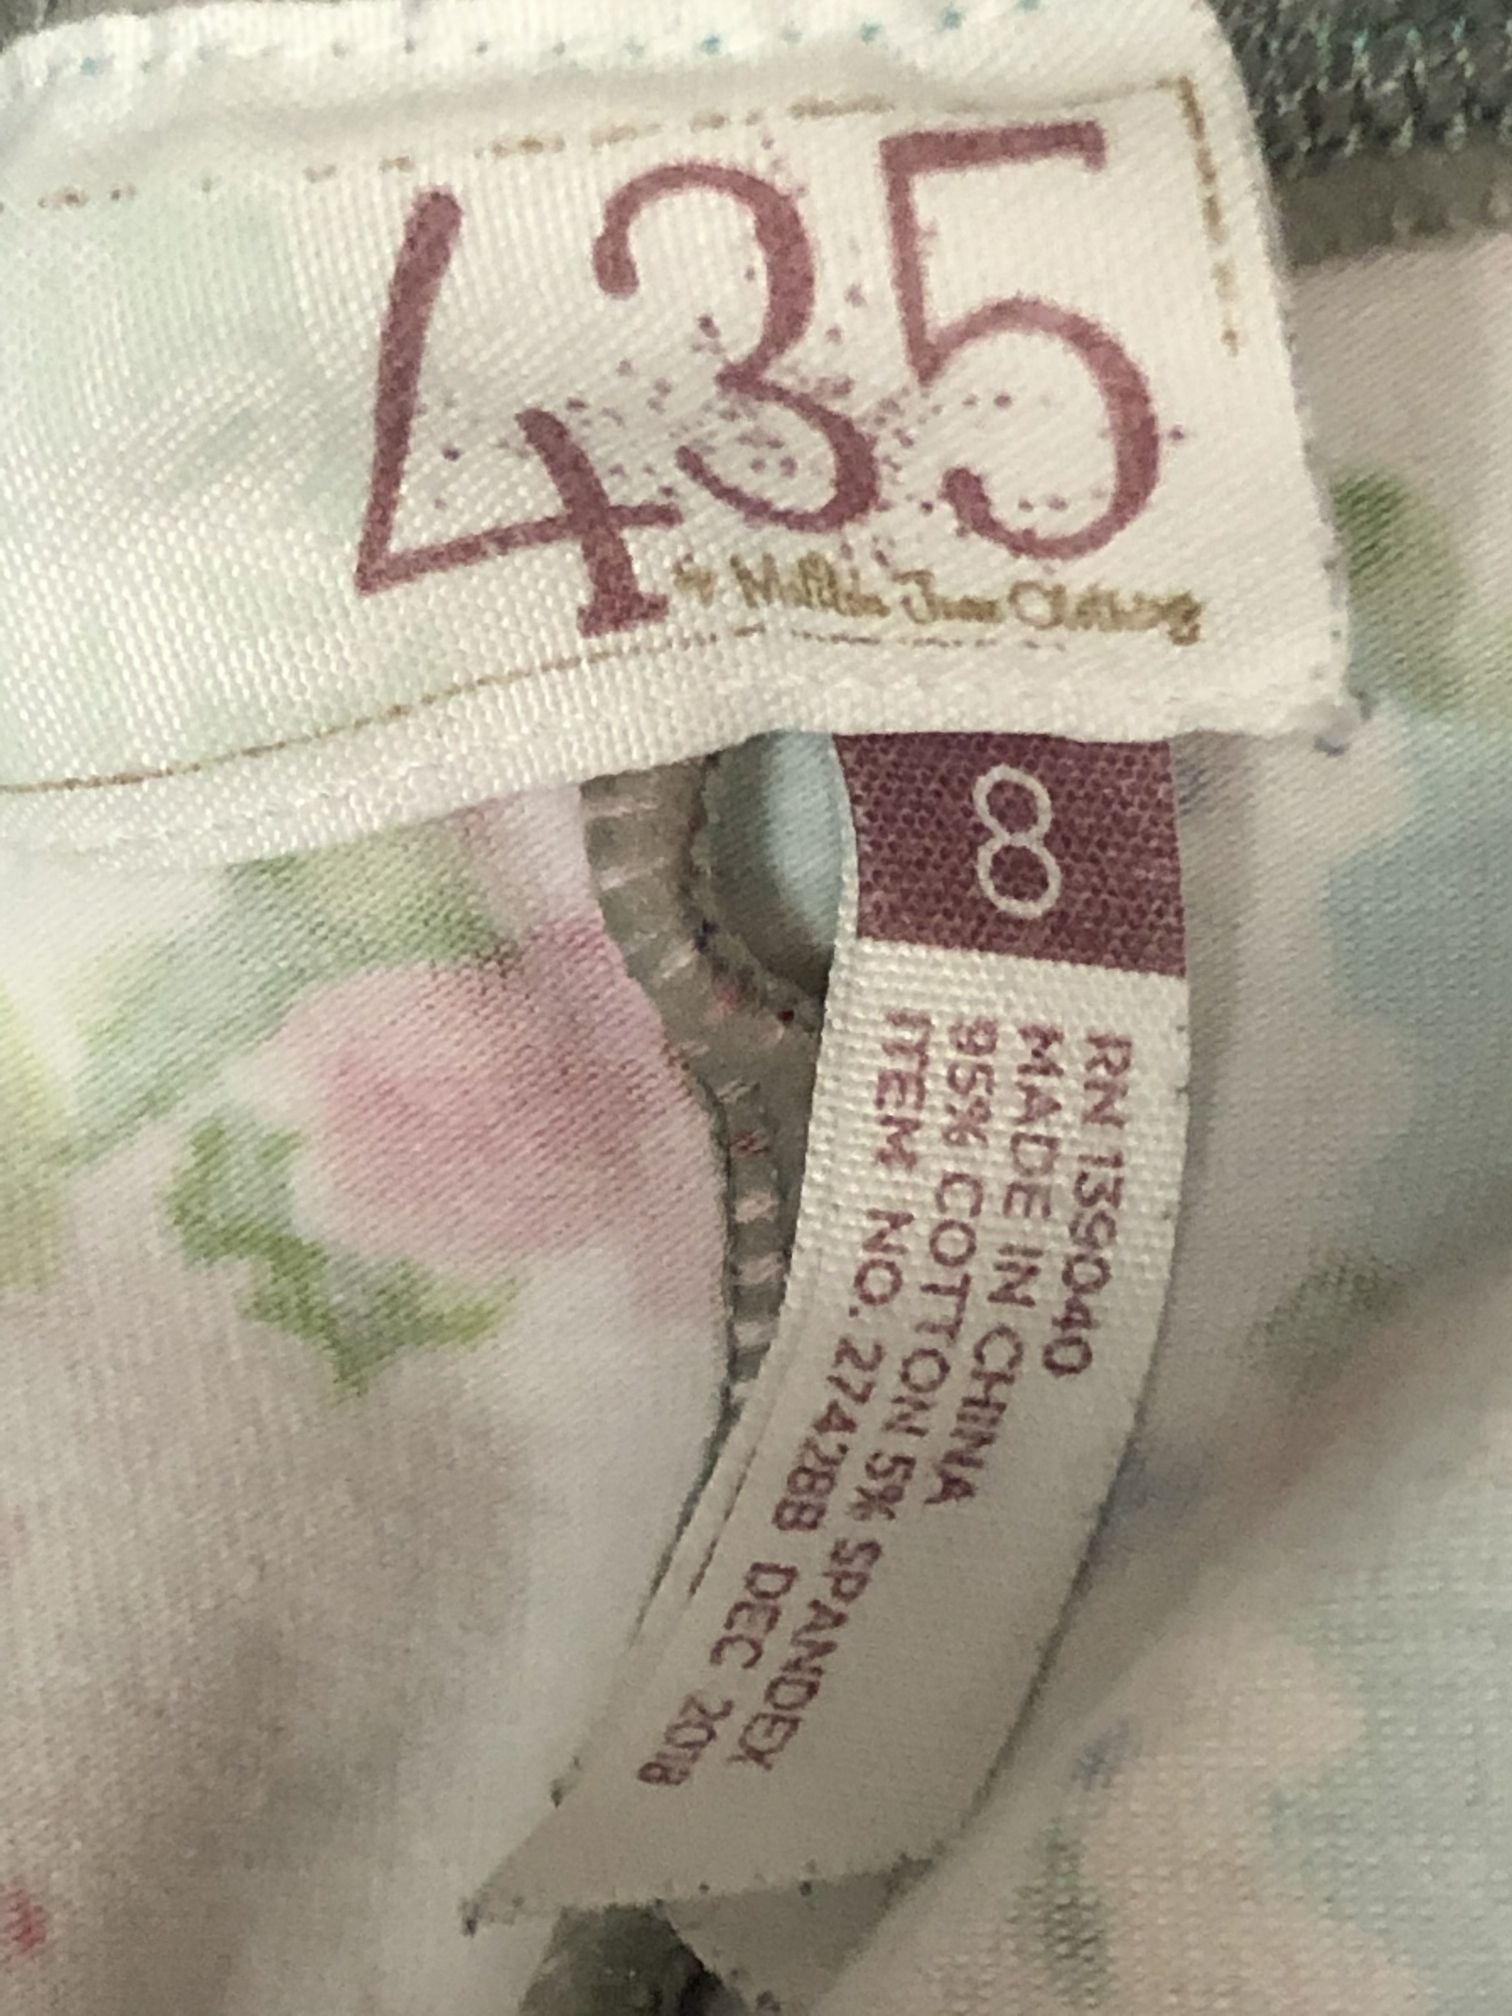 435
by Matilda Jane Clothing
8
RN 139040
MADE IN CHINA
95% COTTON 5% SPANDEX
ITEM NO. 274288 DEC 2018